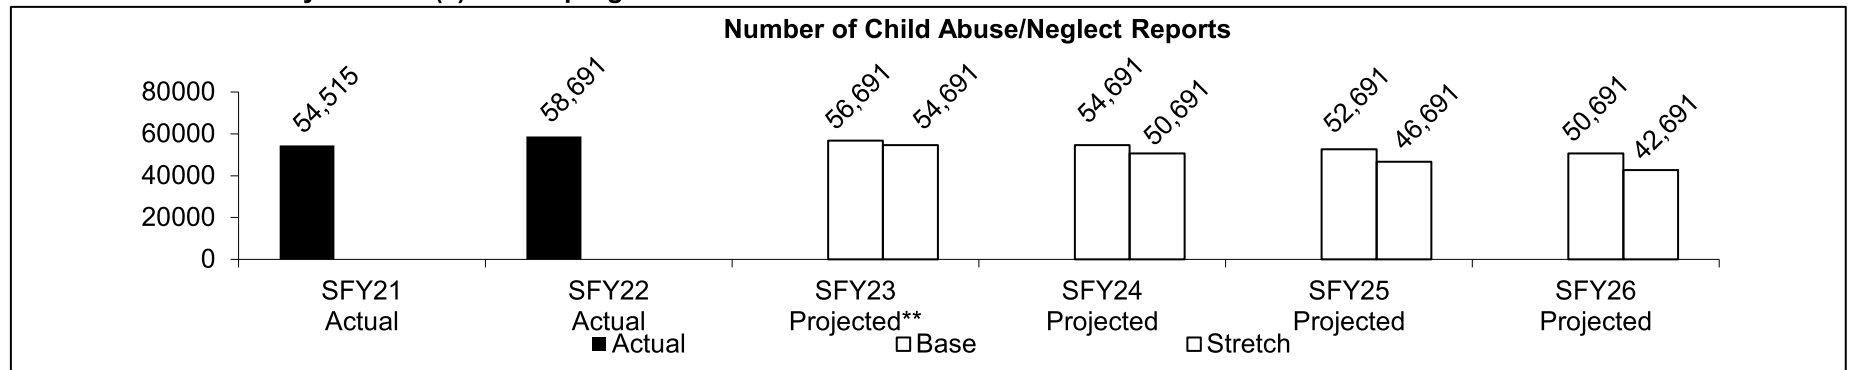 Number of Child Abuse/Neglect Reports
54,515
58,691
56,691
54,691
54,691
50,691
52,691
46,691
50,691
42,691
80000
60000
40000
20000
0
SFY21 Actual
SFY22 Actual
SFY23 Projected**
SFY24 Projected
SFY25 Projected
SFY26 Projected
Actual
Base
Stretch